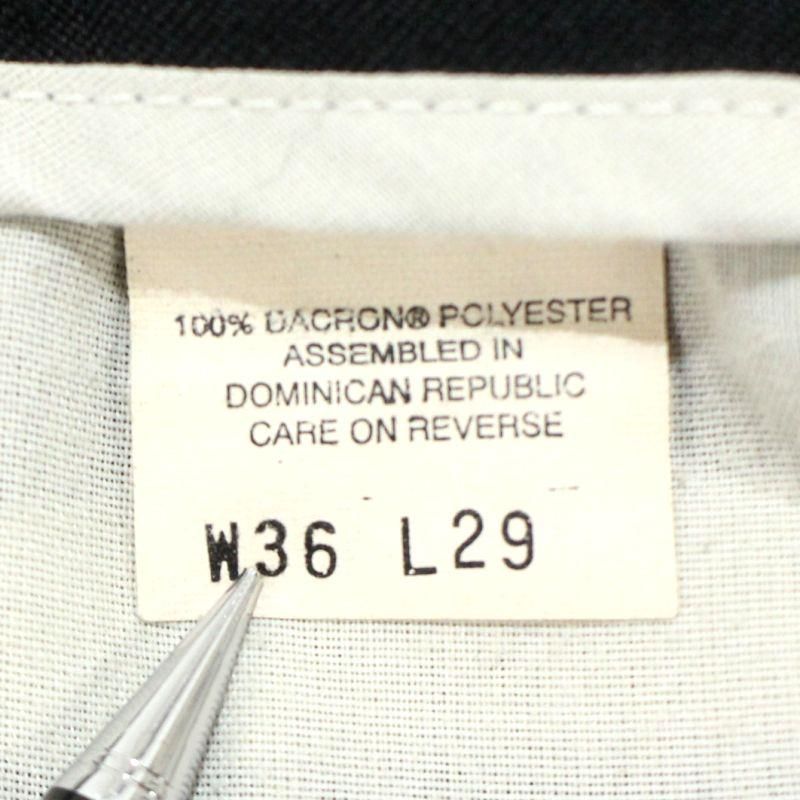 100% DACRON® POLYESTER
ASSEMBLED IN
DOMINICAN REPUBLIC
CARE ON REVERSE
W36 L29